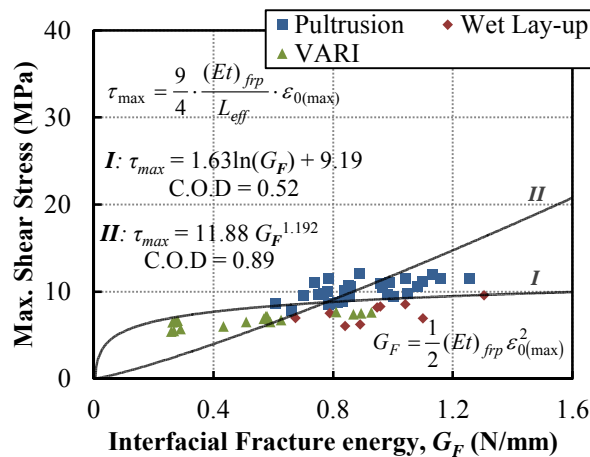 Pultrusion Wet Lay-up
VARI
τmax = 9/4 · (Et)frp/Leff · ε0(max)
I: τmax = 1.63ln(GF) + 9.19
C.O.D = 0.52
II: τmax = 11.88 GF^1.192
C.O.D = 0.89
II
I
GF = 1/2 (Et)frp ε²0(max)
Max. Shear Stress (MPa)
40
30
20
10
0
0 0.4 0.8 1.2 1.6
Interfacial Fracture energy, GF (N/mm)